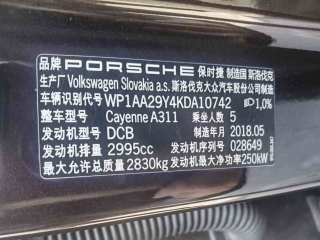 品牌 PORSCHE 保时捷 制造国 斯洛伐克
生产厂 Volkswagen Slovakia a.s. 斯洛伐克大众汽车股份公司制造
车辆识别代号 WP1AA29Y4KDA10742 1,0%
整车型号 Cayenne A311 乘坐人数 5
发动机型号 DCB 制造年月 2018.05
发动机排量 2995cc 发动机号 028649
最大允许总质量 2830kg 发动机最大净功率 250kW